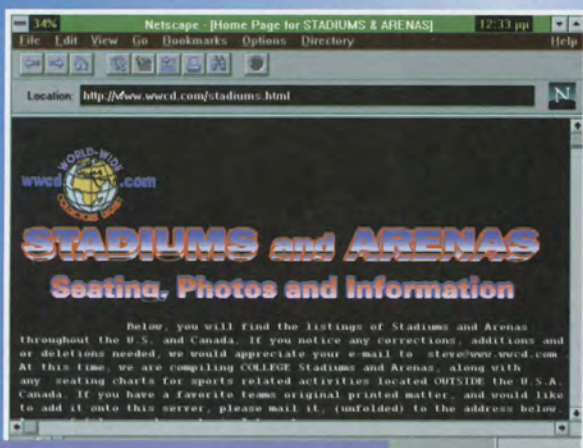 34% Netscape - [Home Page for STADIUMS & ARENAS] 12:33 μμ
File Edit View Go Bookmarks Options Directory Help
Location: http://www.wwcd.com/stadiums.html N
WORLD-WIDE
wwcd .com
COLLECTORS DIGEST
STADIUMS and ARENAS
Seating, Photos and Information
Below, you will find the listings of Stadiums and Arenas
throughout the U.S. and Canada. If you notice any corrections, additions and
or deletions needed, we would appreciate your e-mail to steve@www.wwcd.com
At this time, we are compiling COLLEGE Stadiums and Arenas, along with
any seating charts for sports related activities located OUTSIDE the U.S.A.
Canada. If you have a favorite teams original printed matter, and would like
to add it onto this server, please mail it, (unfolded) to the address below.